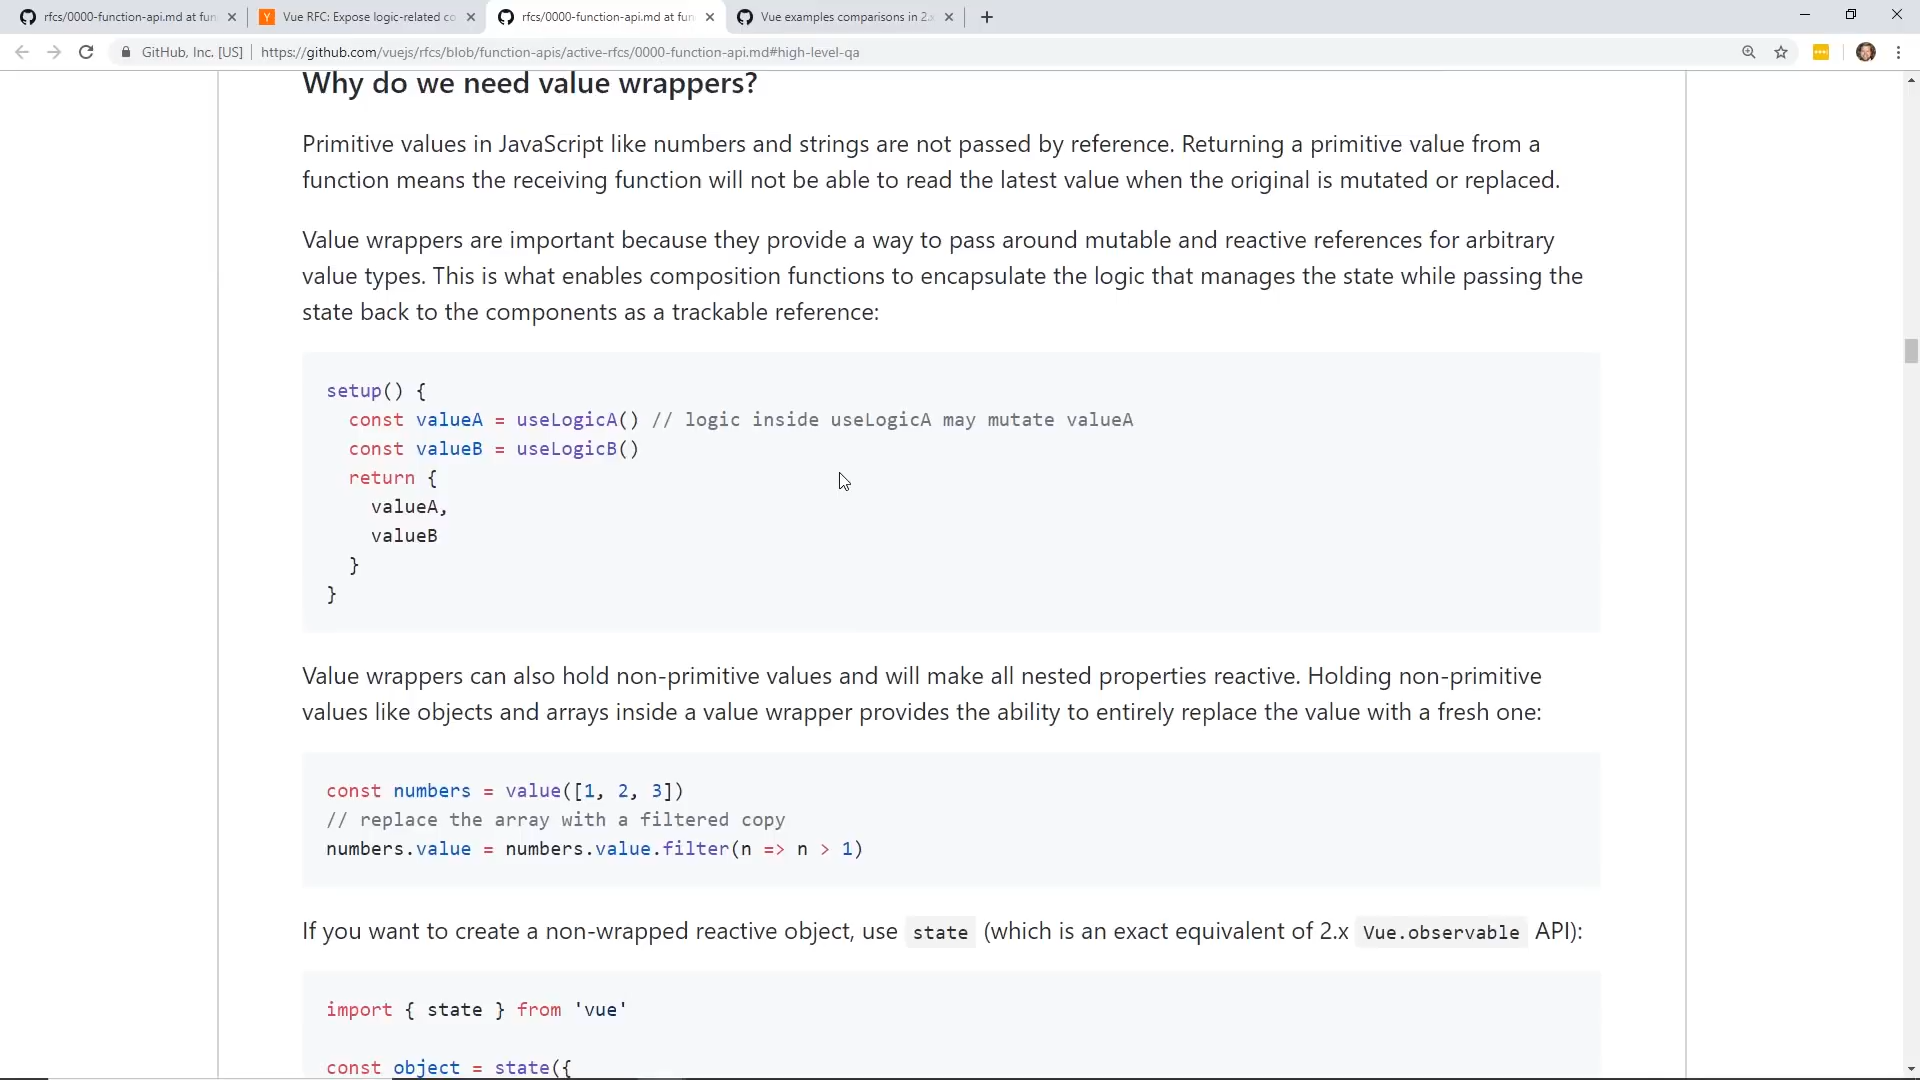 rfcs/0000-function-api.md at fun
Vue RFC: Expose logic-related co
rfcs/0000-function-api.md at fun
Vue examples comparisons in 2.
GitHub, Inc. [US]
https://github.com/vuejs/rfcs/blob/function-apis/active-rfcs/0000-function-api.md#high-level-qa
Why do we need value wrappers?
Primitive values in JavaScript like numbers and strings are not passed by reference. Returning a primitive value from a
function means the receiving function will not be able to read the latest value when the original is mutated or replaced.
Value wrappers are important because they provide a way to pass around mutable and reactive references for arbitrary
value types. This is what enables composition functions to encapsulate the logic that manages the state while passing the
state back to the components as a trackable reference:
setup() {
const valueA = useLogicA() // logic inside useLogicA may mutate valueA
const valueB = useLogicB()
return {
valueA,
valueB
}
}
Value wrappers can also hold non-primitive values and will make all nested properties reactive. Holding non-primitive
values like objects and arrays inside a value wrapper provides the ability to entirely replace the value with a fresh one:
const numbers = value([1, 2, 3])
// replace the array with a filtered copy
numbers.value = numbers.value.filter(n => n > 1)
If you want to create a non-wrapped reactive object, use state (which is an exact equivalent of 2.x Vue.observable API):
import { state } from 'vue'
const object = state({